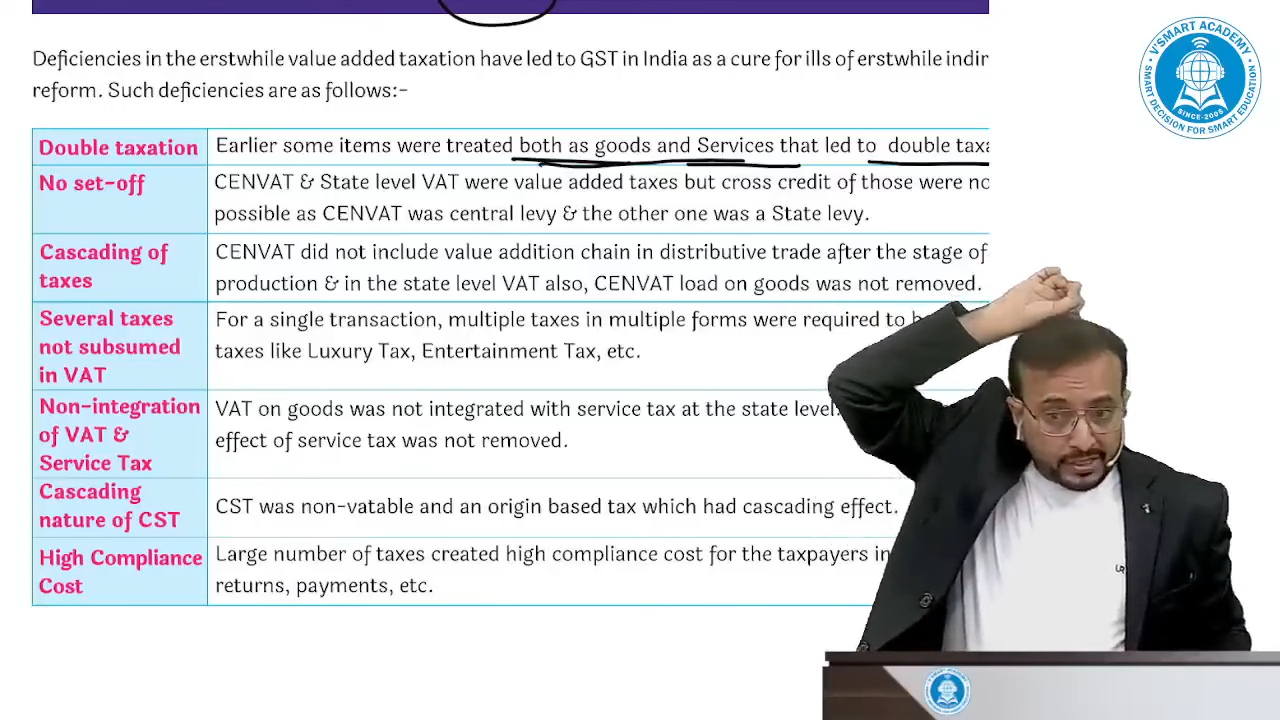 Deficiencies in the erstwhile value added taxation have led to GST in India as a cure for ills of erstwhile
reform. Such deficiencies are as follows:-
Double taxation
Earlier some items were treated both as goods and Services that led to double
No set-off
CENVAT & State level VAT were value added taxes but cross credit of those were
possible as CENVAT was central levy & the other one was a State levy.
Cascading of
taxes
CENVAT did not include value addition chain in distributive trade after the stage of
production & in the state level VAT also, CENVAT load on goods was not removed.
Several taxes
not subsumed
in VAT
For a single transaction, multiple taxes in multiple forms were required to
taxes like Luxury Tax, Entertainment Tax, etc.
Non-integration
of VAT &
Service Tax
VAT on goods was not integrated with service tax at the state level.
effect of service tax was not removed.
Cascading
nature of CST
CST was non-vatable and an origin based tax which had cascading effect.
High Compliance
Cost
Large number of taxes created high compliance cost for the taxpayers in
returns, payments, etc.
V'SMART ACADEMY
SMART DECISION FOR SMART EDUCATION
SINCE-2005